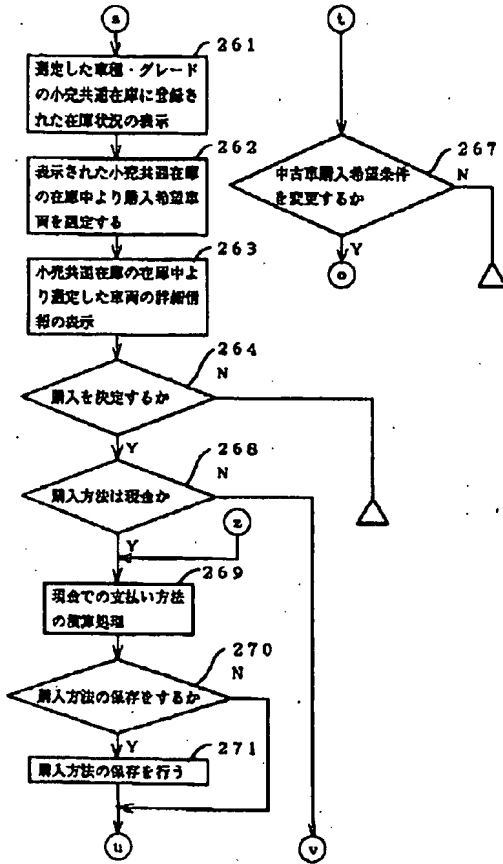 s
261
選定した車種・グレード
の小売共通在庫に登録され
た在庫状況の表示
262
表示された小売共通在庫
の在庫中より購入希望車
両を選定する
263
小売共通在庫の在庫中よ
り選定した車両の詳細情
報の表示
264
N
購入を決定するか
Y
268
N
購入方法は現金か
z
Y
269
現金での支払い方法
の演算処理
270
N
購入方法の保存をするか
Y
271
購入方法の保存を行う
u
v
t
267
N
中古車購入希望条件
を変更するか
Y
o